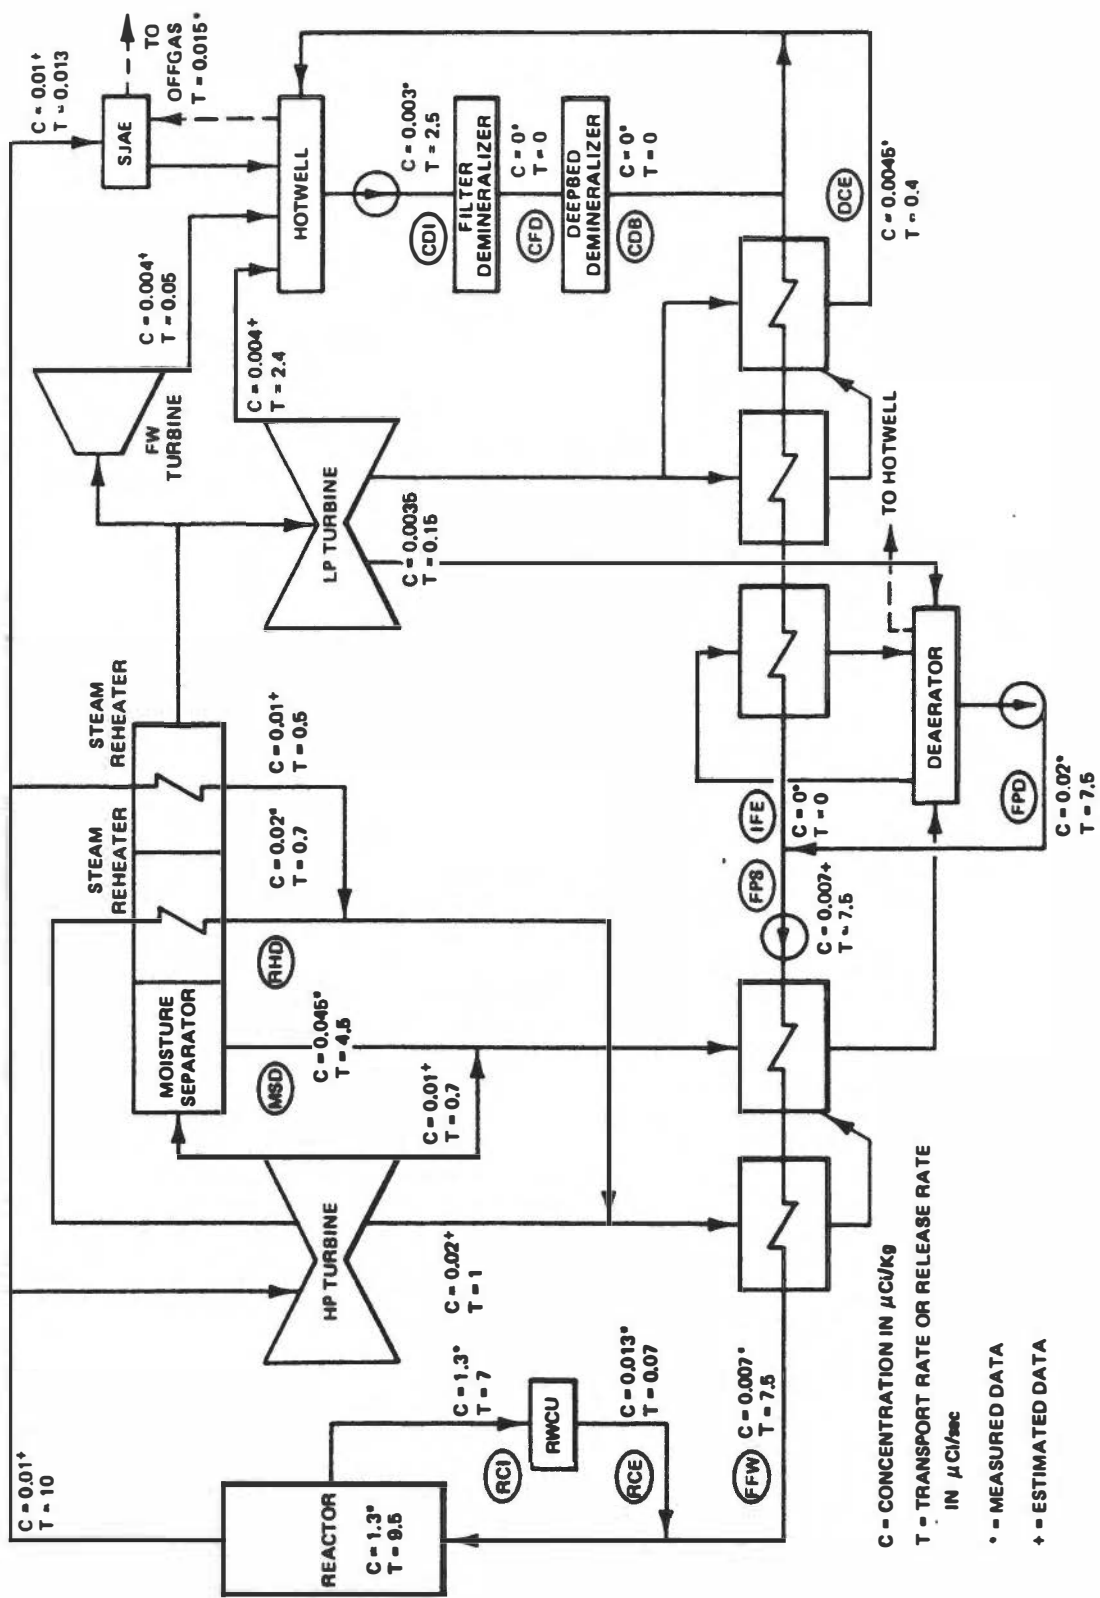 C = 0.01+
T = 10
C = 0.01+
T = 0.013
SJAE
TO
OFFGAS
T = 0.015*
STEAM
REHEATER
STEAM
REHEATER
MOISTURE
SEPARATOR
FW
TURBINE
C = 0.004+
T = 0.05
HOTWELL
C = 0.01+
T = 0.5
C = 0.02*
T = 0.7
RHD
MSD
C = 0.045*
T = 4.5
C = 0.004+
T = 2.4
HP TURBINE
C = 0.01+
T = 0.7
LP TURBINE
C = 0.0035
T = 0.15
C = 0.003*
T = 2.5
CDI
FILTER
DEMINERALIZER
C = 0*
T = 0
CFD
DEEPBED
DEMINERALIZER
C = 0*
T = 0
CDB
REACTOR
C = 1.3*
T = 9.5
C = 0.02+
T = 1
C = 1.3*
T = 7
RCI
RWCU
C = 0.013*
T = 0.07
RCE
FFW
C = 0.007*
T = 7.5
FPS
C = 0.007+
T = 7.5
IFE
C = 0*
T = 0
DCE
C = 0.0045*
T = 0.4
TO HOTWELL
DEAERATOR
FPD
C = 0.02*
T = 7.5
C = CONCENTRATION IN μCi/Kg
T = TRANSPORT RATE OR RELEASE RATE
IN μCi/sec
* = MEASURED DATA
+ = ESTIMATED DATA